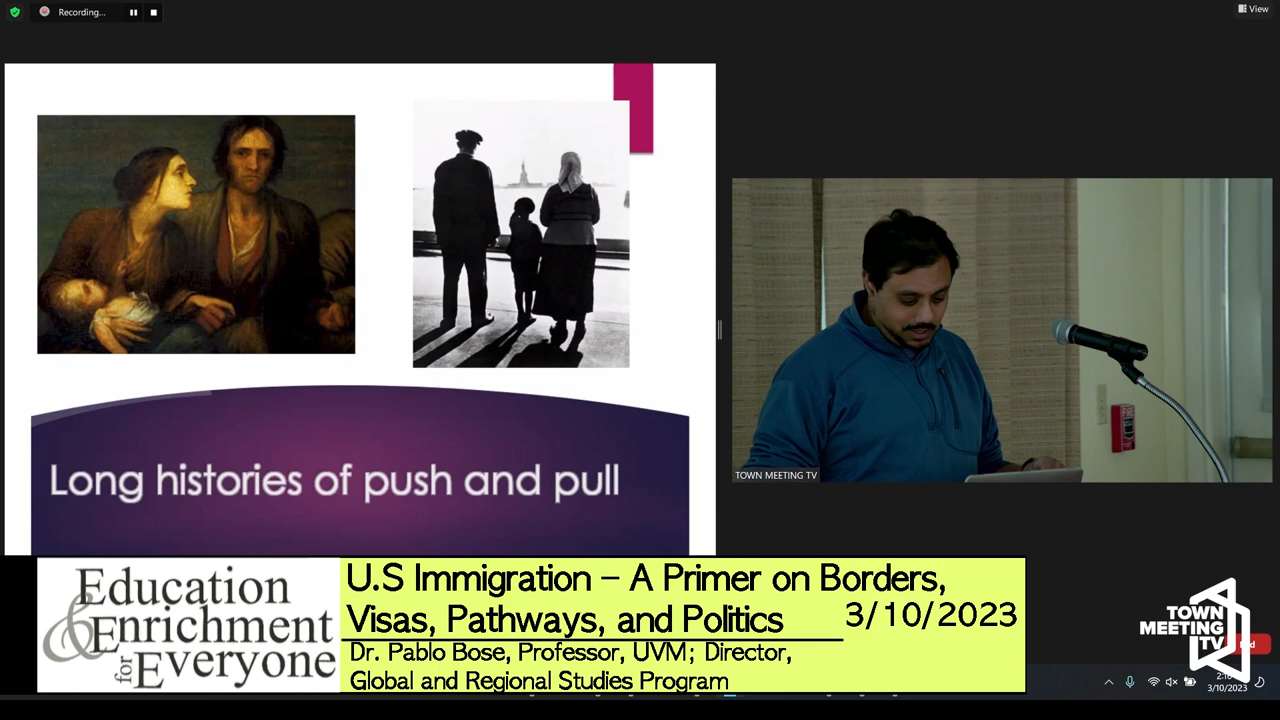 Recording...
View
Long histories of push and pull
FIRE
TOWN MEETING TV
Education
& Enrichment
for Everyone
U.S Immigration – A Primer on Borders,
Visas, Pathways, and Politics
3/10/2023
Dr. Pablo Bose, Professor, UVM; Director,
Global and Regional Studies Program
TOWN
MEETING
TV
3/10/2023